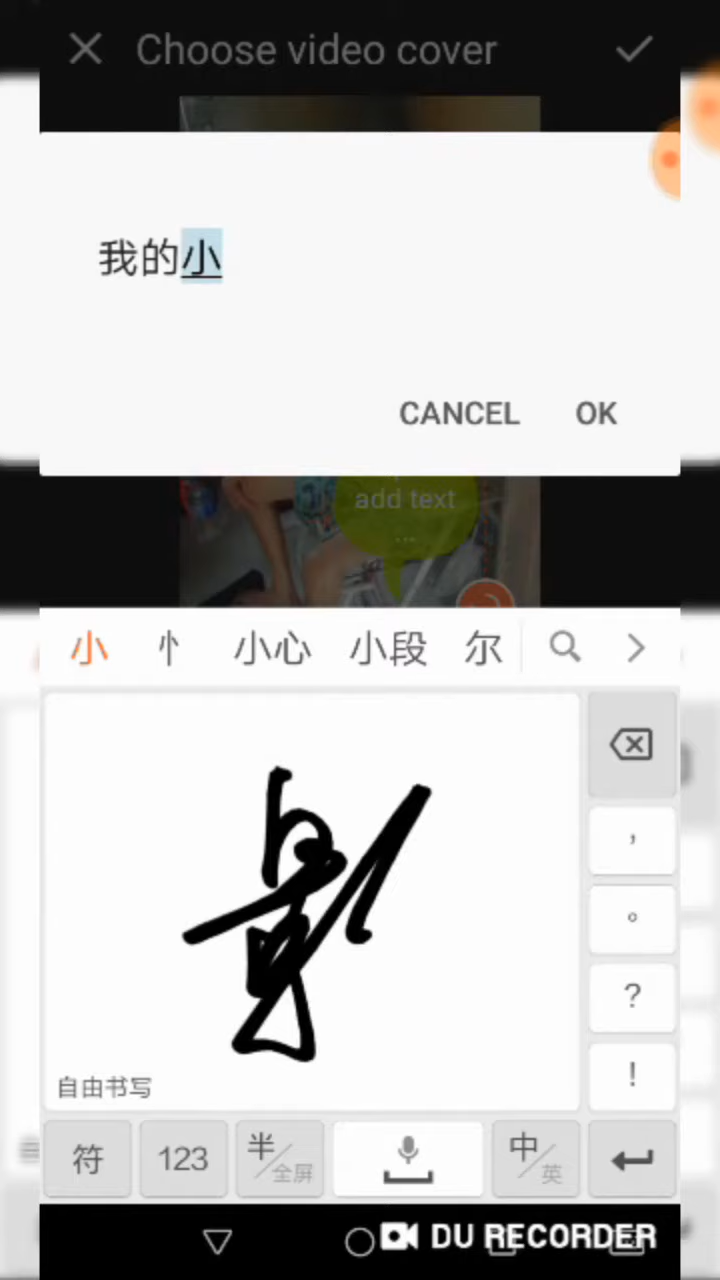 Choose video cover
我的小
CANCEL OK
add text
...
小 忄 小心 小段 尔
，
。
?
!
自由书写
符 123 半/全屏 中/英
DU RECORDER